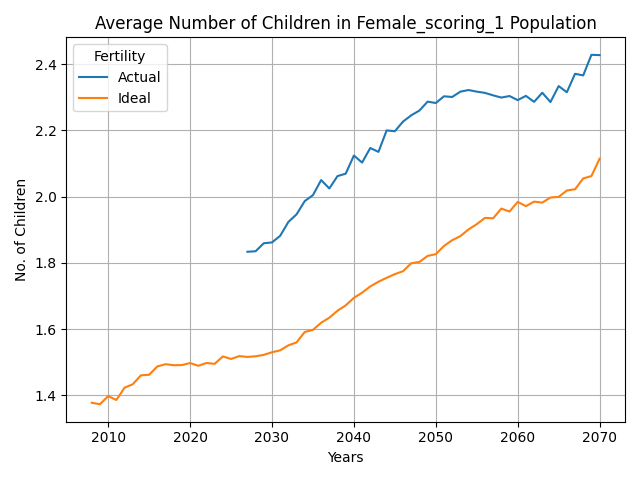 Average Number of Children in Female_scoring_1 Population
Fertility
Actual
Ideal
No. of Children
2.4
2.2
2.0
1.8
1.6
1.4
2010 2020 2030 2040 2050 2060 2070
Years